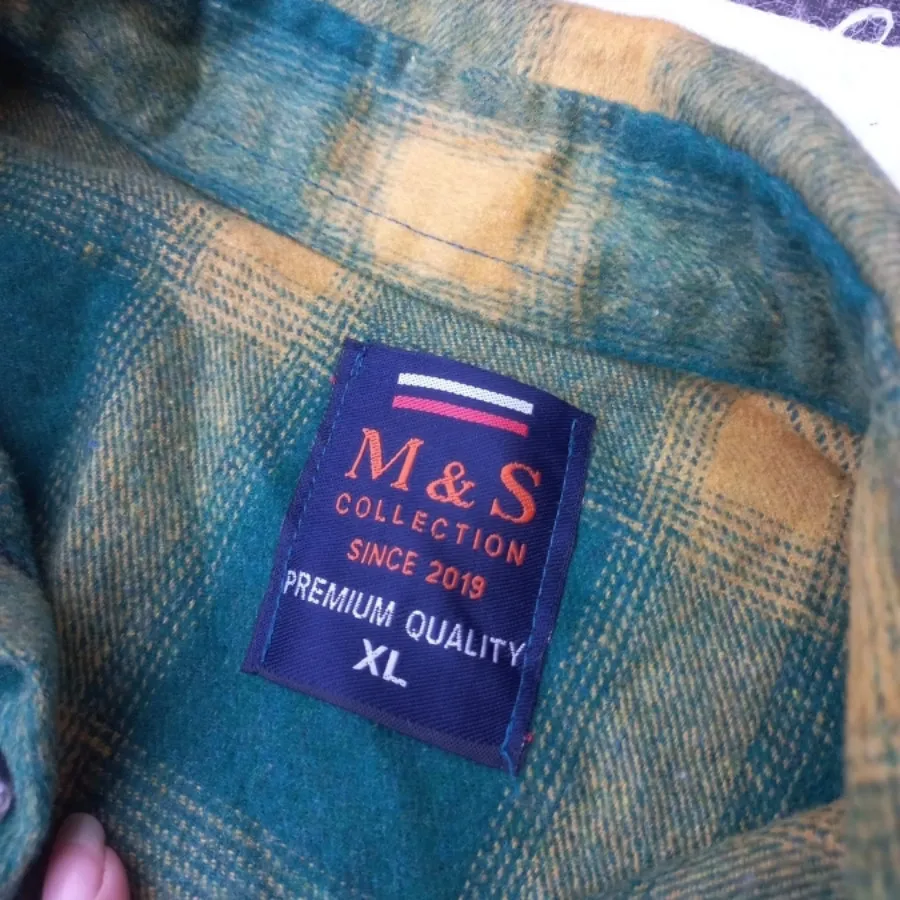 M & S
COLLECTION
SINCE 2019
PREMIUM QUALITY
XL